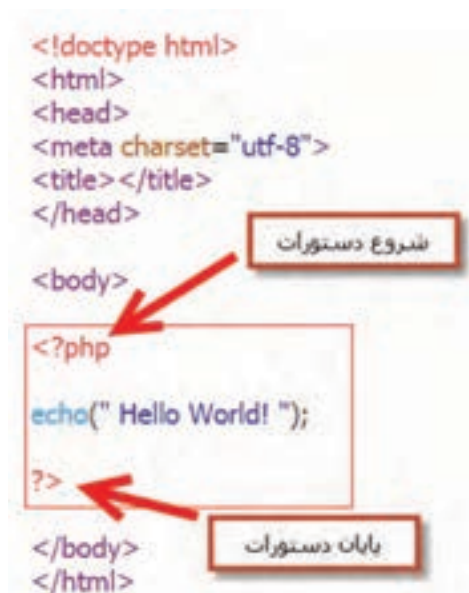 <!doctype html>
<html>
<head>
<meta charset="utf-8">
<title></title>
</head>
شروع دستورات
<body>
<?php
echo(" Hello World! ");
?>
پایان دستورات
</body>
</html>